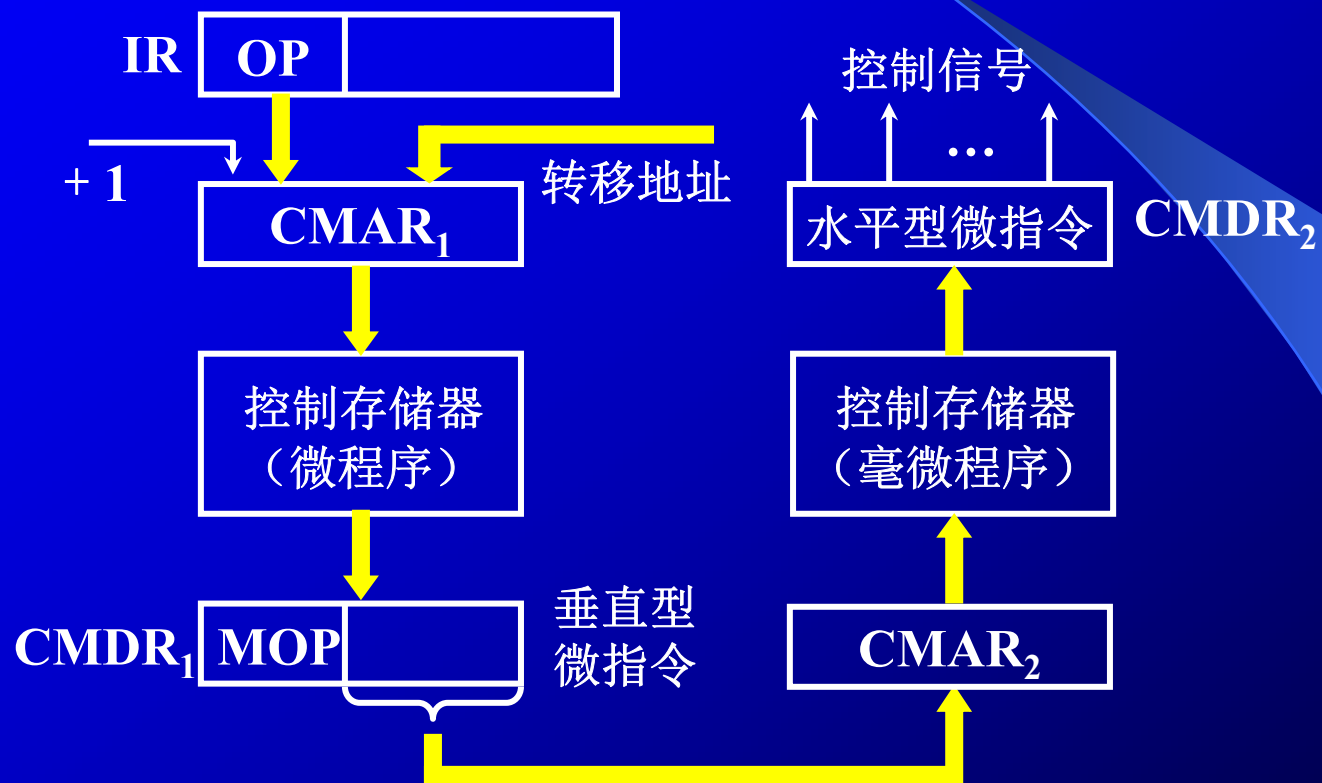 IR OP
控制信号
+ 1
转移地址
…
CMAR₁
水平型微指令 CMDR₂
控制存储器
（微程序）
控制存储器
（毫微程序）
CMDR₁ MOP
垂直型
微指令
CMAR₂